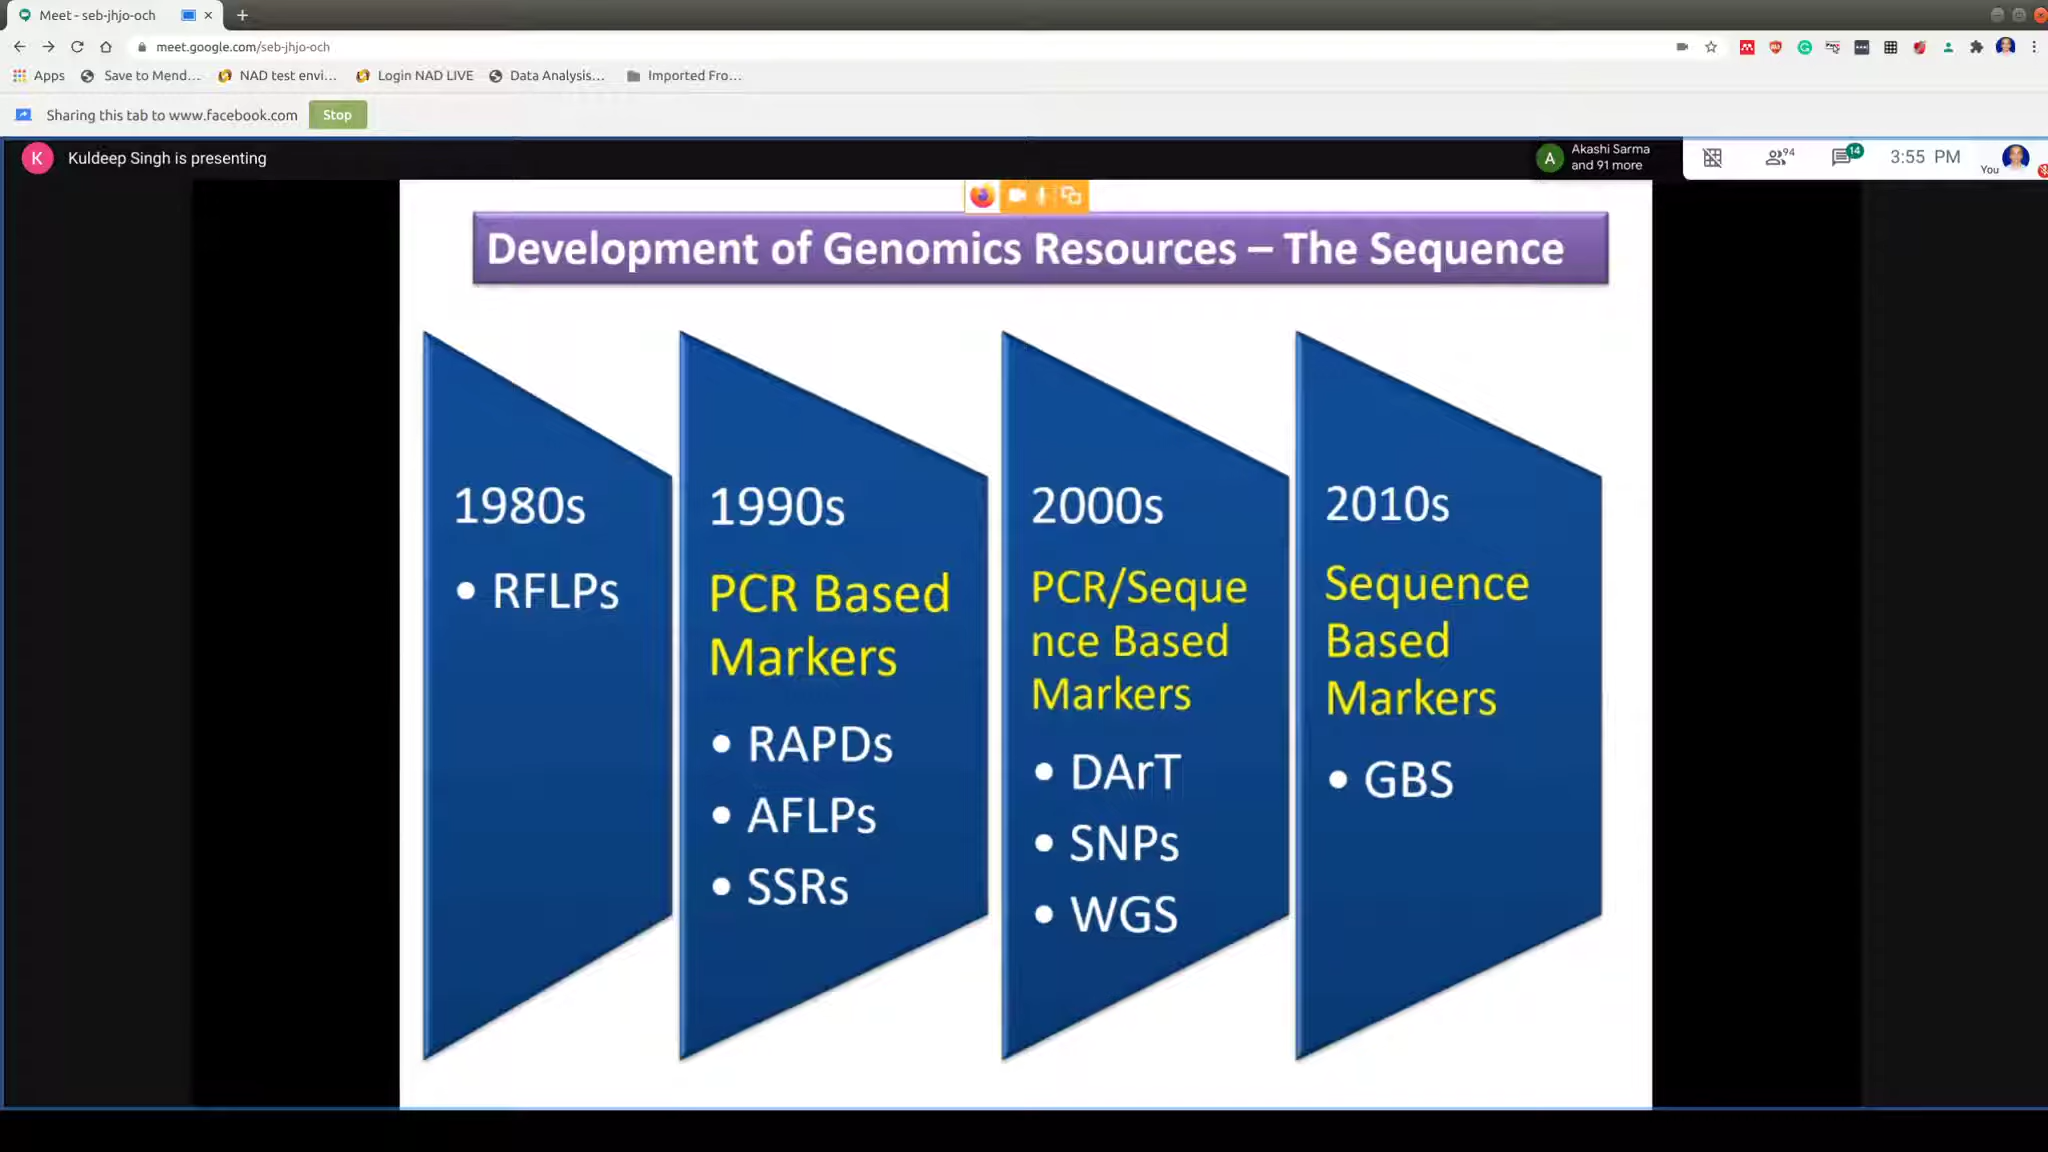 Meet - seb-jhjo-och
meet.google.com/seb-jhjo-och
Apps Save to Mend... NAD test envi... Login NAD LIVE Data Analysis... Imported Fro...
Sharing this tab to www.facebook.com Stop
K Kuldeep Singh is presenting
A Akashi Sarma
and 91 more
94 14 3:55 PM
You
Development of Genomics Resources – The Sequence
1980s
• RFLPs
1990s
PCR Based
Markers
• RAPDs
• AFLPs
• SSRs
2000s
PCR/Seque
nce Based
Markers
• DArT
• SNPs
• WGS
2010s
Sequence
Based
Markers
• GBS